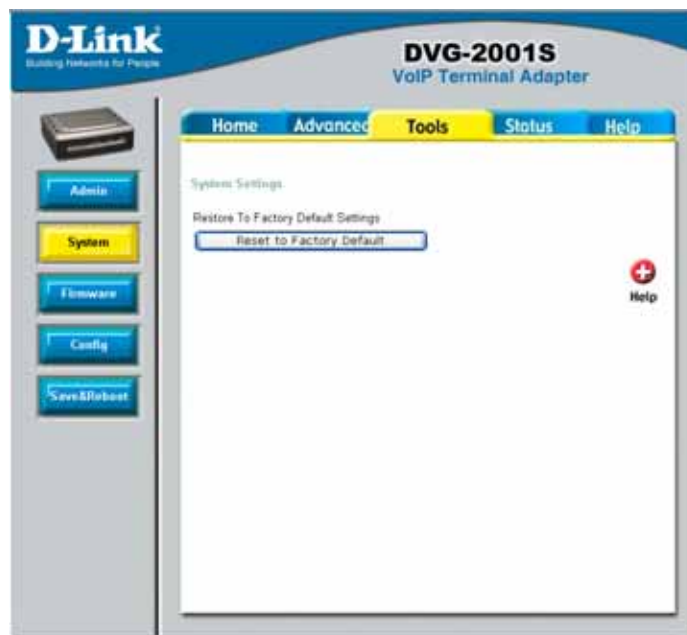 D-Link
Building Networks for People
DVG-2001S
VoIP Terminal Adapter
Home Advanced Tools Status Help
Admin
System
Firmware
Config
Save&Reboot
System Settings
Restore To Factory Default Settings
Reset to Factory Default
Help